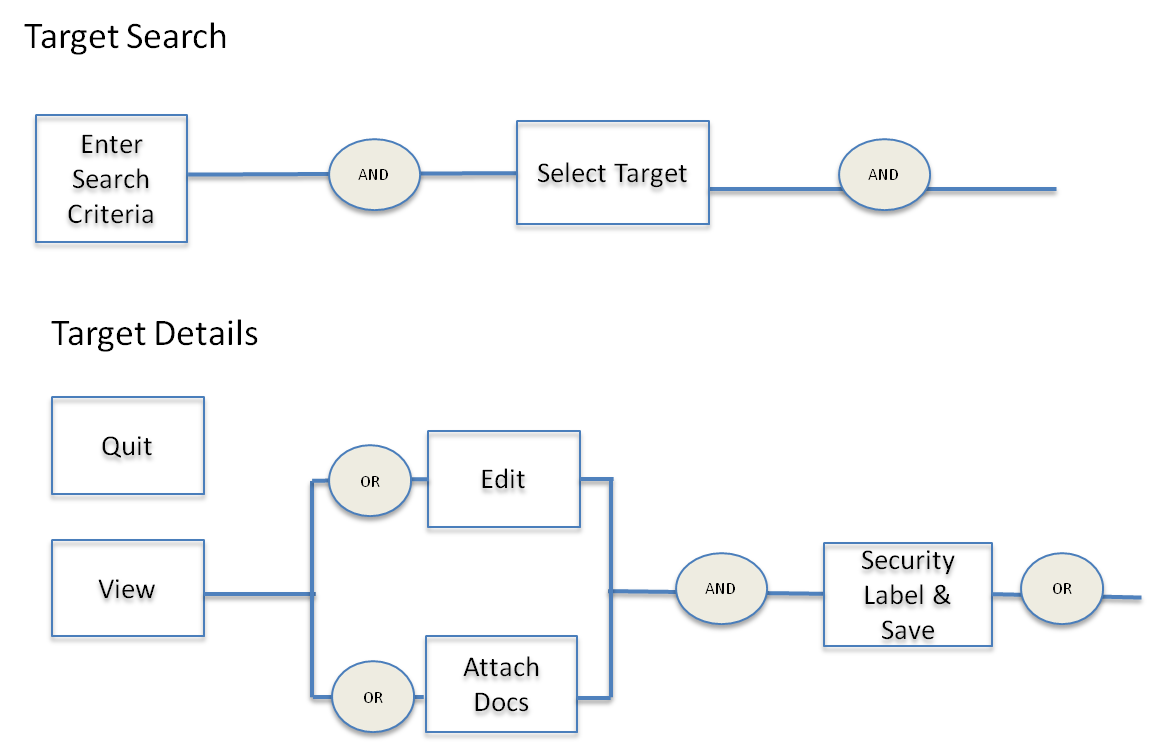 Target Search
Enter
Search
Criteria
AND
Select Target
AND
Target Details
Quit
OR
Edit
View
AND
Security
Label &
Save
OR
OR
Attach
Docs